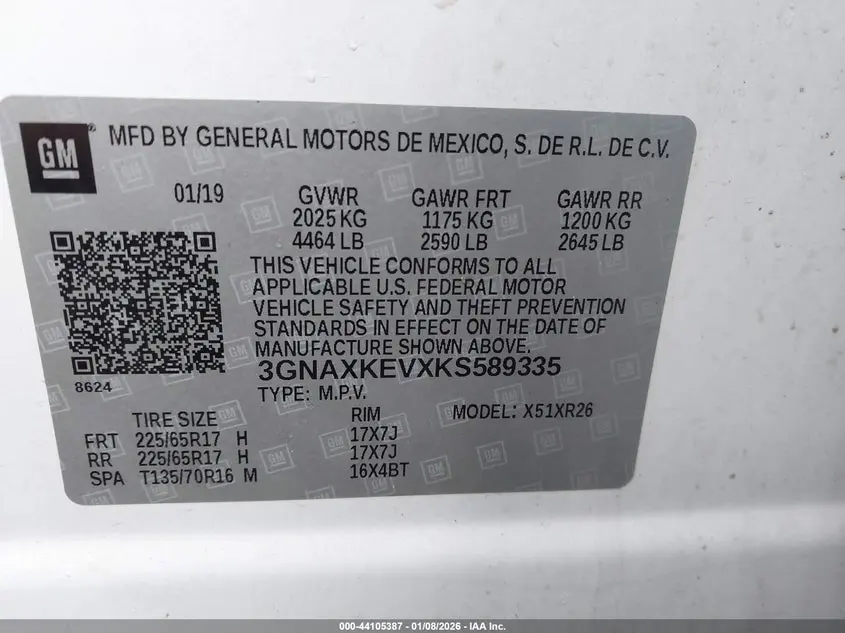 GM® MFD BY GENERAL MOTORS DE MEXICO, S. DE R.L. DE C.V.
01/19 GVWR GAWR FRT GAWR RR
2025 KG 1175 KG 1200 KG
4464 LB 2590 LB 2645 LB
THIS VEHICLE CONFORMS TO ALL
APPLICABLE U.S. FEDERAL MOTOR
VEHICLE SAFETY AND THEFT PREVENTION
STANDARDS IN EFFECT ON THE DATE OF
MANUFACTURE SHOWN ABOVE.
8624 3GNAXKEVXKS589335
TYPE: M.P.V.
TIRE SIZE RIM MODEL: X51XR26
FRT 225/65R17 H 17X7J
RR 225/65R17 H 17X7J
SPA T135/70R16 M 16X4BT
000-44105387 - 01/08/2026 - IAA Inc.